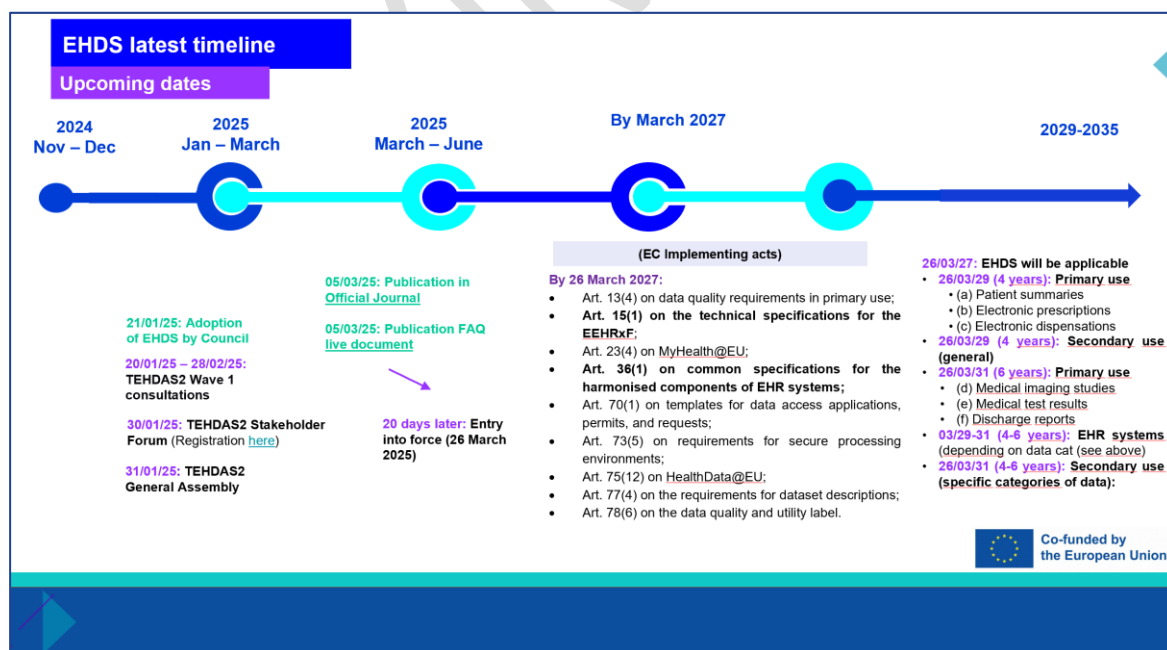 EHDS latest timeline
Upcoming dates
2024
Nov – Dec
2025
Jan – March
2025
March – June
By March 2027
2029-2035
21/01/25: Adoption
of EHDS by Council
20/01/25 – 28/02/25:
TEHDAS2 Wave 1
consultations
30/01/25: TEHDAS2 Stakeholder
Forum (Registration here)
31/01/25: TEHDAS2
General Assembly
05/03/25: Publication in
Official Journal
05/03/25: Publication FAQ
live document
20 days later: Entry
into force (26 March
2025)
(EC Implementing acts)
By 26 March 2027:
• Art. 13(4) on data quality requirements in primary use;
• Art. 15(1) on the technical specifications for the
EEHRxF;
• Art. 23(4) on MyHealth@EU;
• Art. 36(1) on common specifications for the
harmonised components of EHR systems;
• Art. 70(1) on templates for data access applications,
permits, and requests;
• Art. 73(5) on requirements for secure processing
environments;
• Art. 75(12) on HealthData@EU;
• Art. 77(4) on the requirements for dataset descriptions;
• Art. 78(6) on the data quality and utility label.
26/03/27: EHDS will be applicable
• 26/03/29 (4 years): Primary use
• (a) Patient summaries
• (b) Electronic prescriptions
• (c) Electronic dispensations
• 26/03/29 (4 years): Secondary use
(general)
• 26/03/31 (6 years): Primary use
• (d) Medical imaging studies
• (e) Medical test results
• (f) Discharge reports
• 03/29-31 (4-6 years): EHR systems
(depending on data cat (see above)
• 26/03/31 (4-6 years): Secondary use
(specific categories of data):
Co-funded by
the European Union